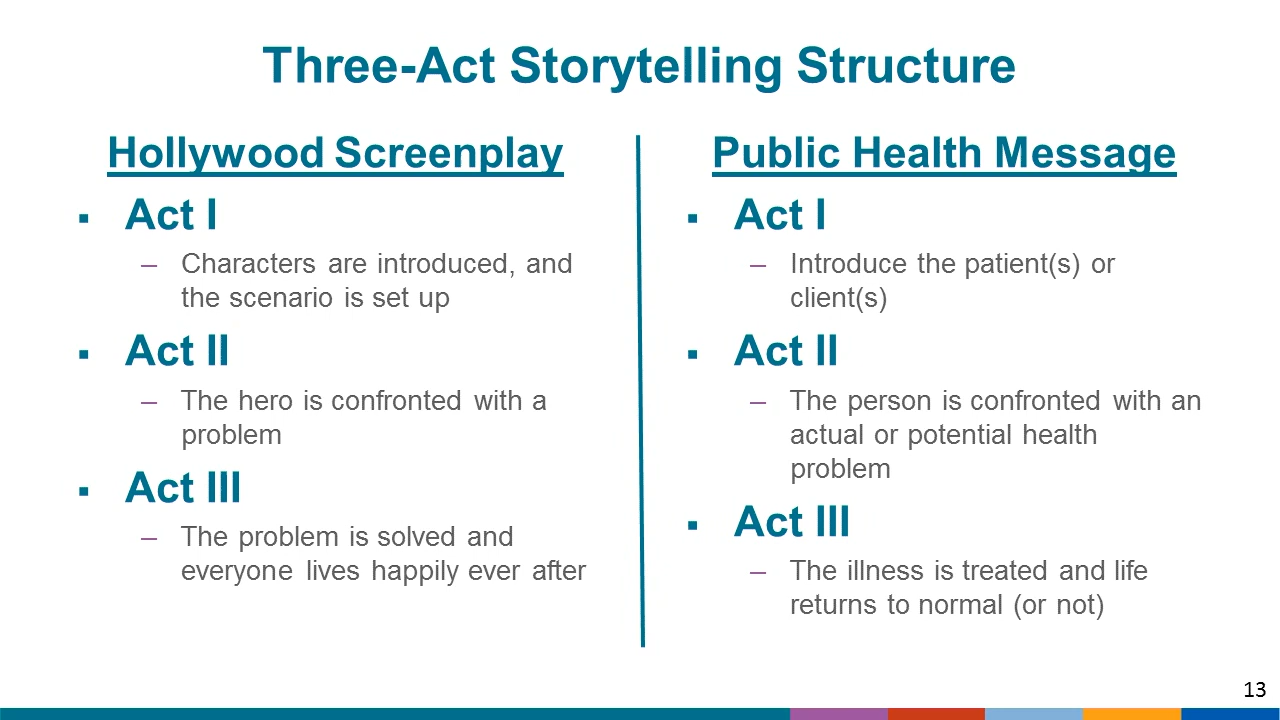 Three-Act Storytelling Structure
Hollywood Screenplay
▪ Act I
– Characters are introduced, and
the scenario is set up
▪ Act II
– The hero is confronted with a
problem
▪ Act III
– The problem is solved and
everyone lives happily ever after
Public Health Message
▪ Act I
– Introduce the patient(s) or
client(s)
▪ Act II
– The person is confronted with an
actual or potential health
problem
▪ Act III
– The illness is treated and life
returns to normal (or not)
13